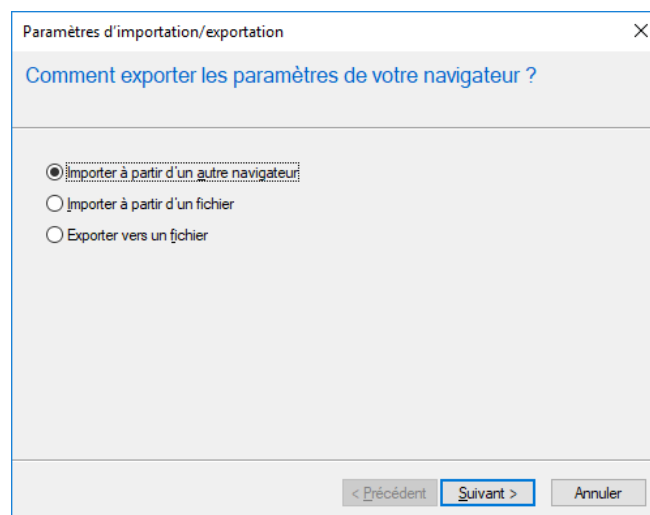 Paramètres d'importation/exportation
Comment exporter les paramètres de votre navigateur ?
Importer à partir d'un autre navigateur
Importer à partir d'un fichier
Exporter vers un fichier
< Précédent Suivant > Annuler